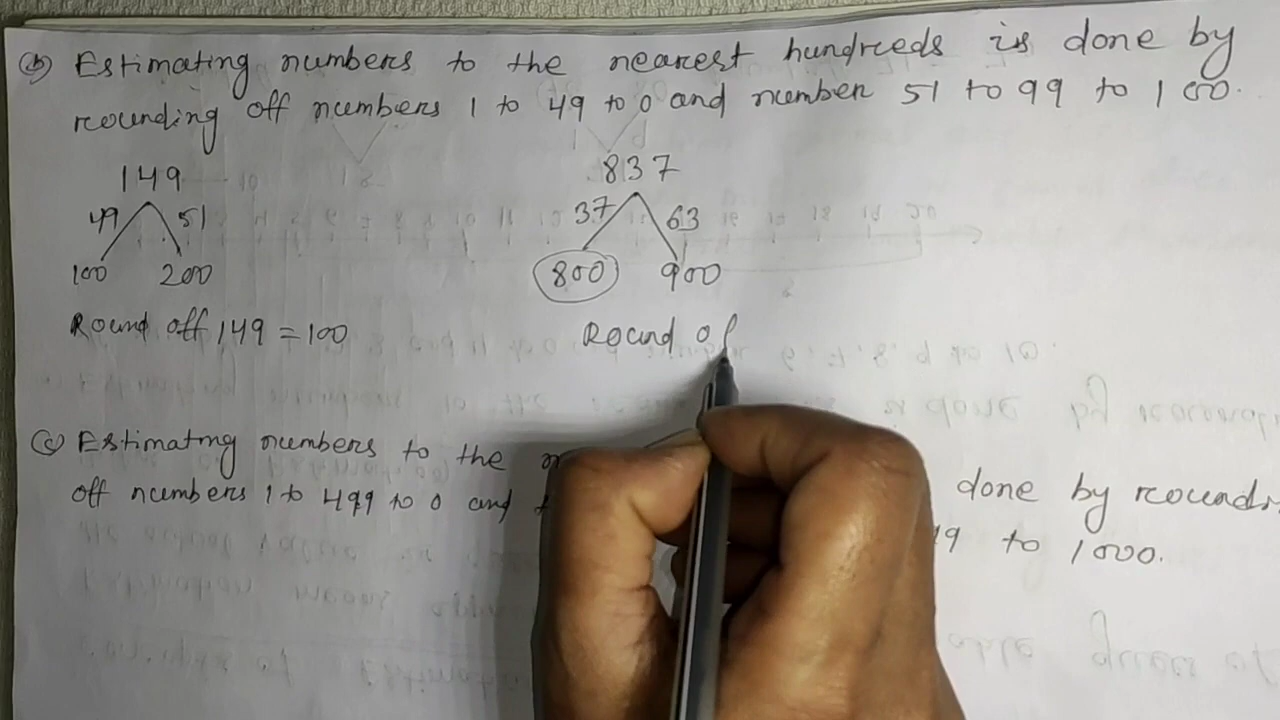 (b) Estimating numbers to the nearest hundreds is done by
rounding off numbers 1 to 49 to 0 and number 51 to 99 to 100.
149
49 51
100 200
Round off 149 = 100
837
37 63
800 900
Round of
(c) Estimating numbers to the done by roundi
off numbers 1 to 499 to 0 and 99 to 1000.